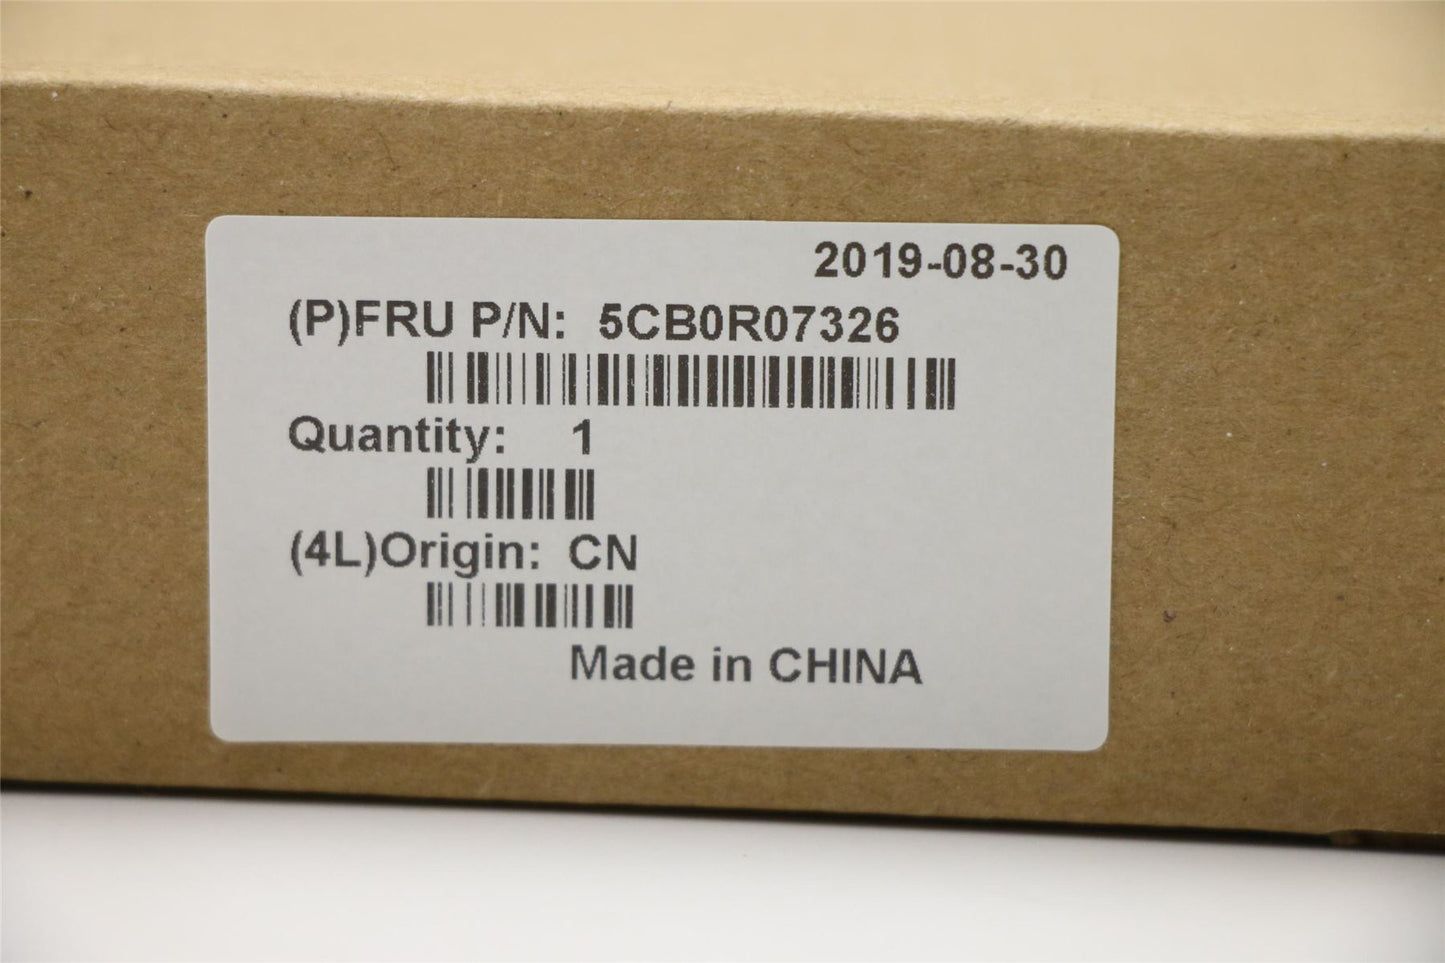 2019-08-30
(P)FRU P/N: 5CB0R07326
Quantity: 1
(4L)Origin: CN
Made in CHINA